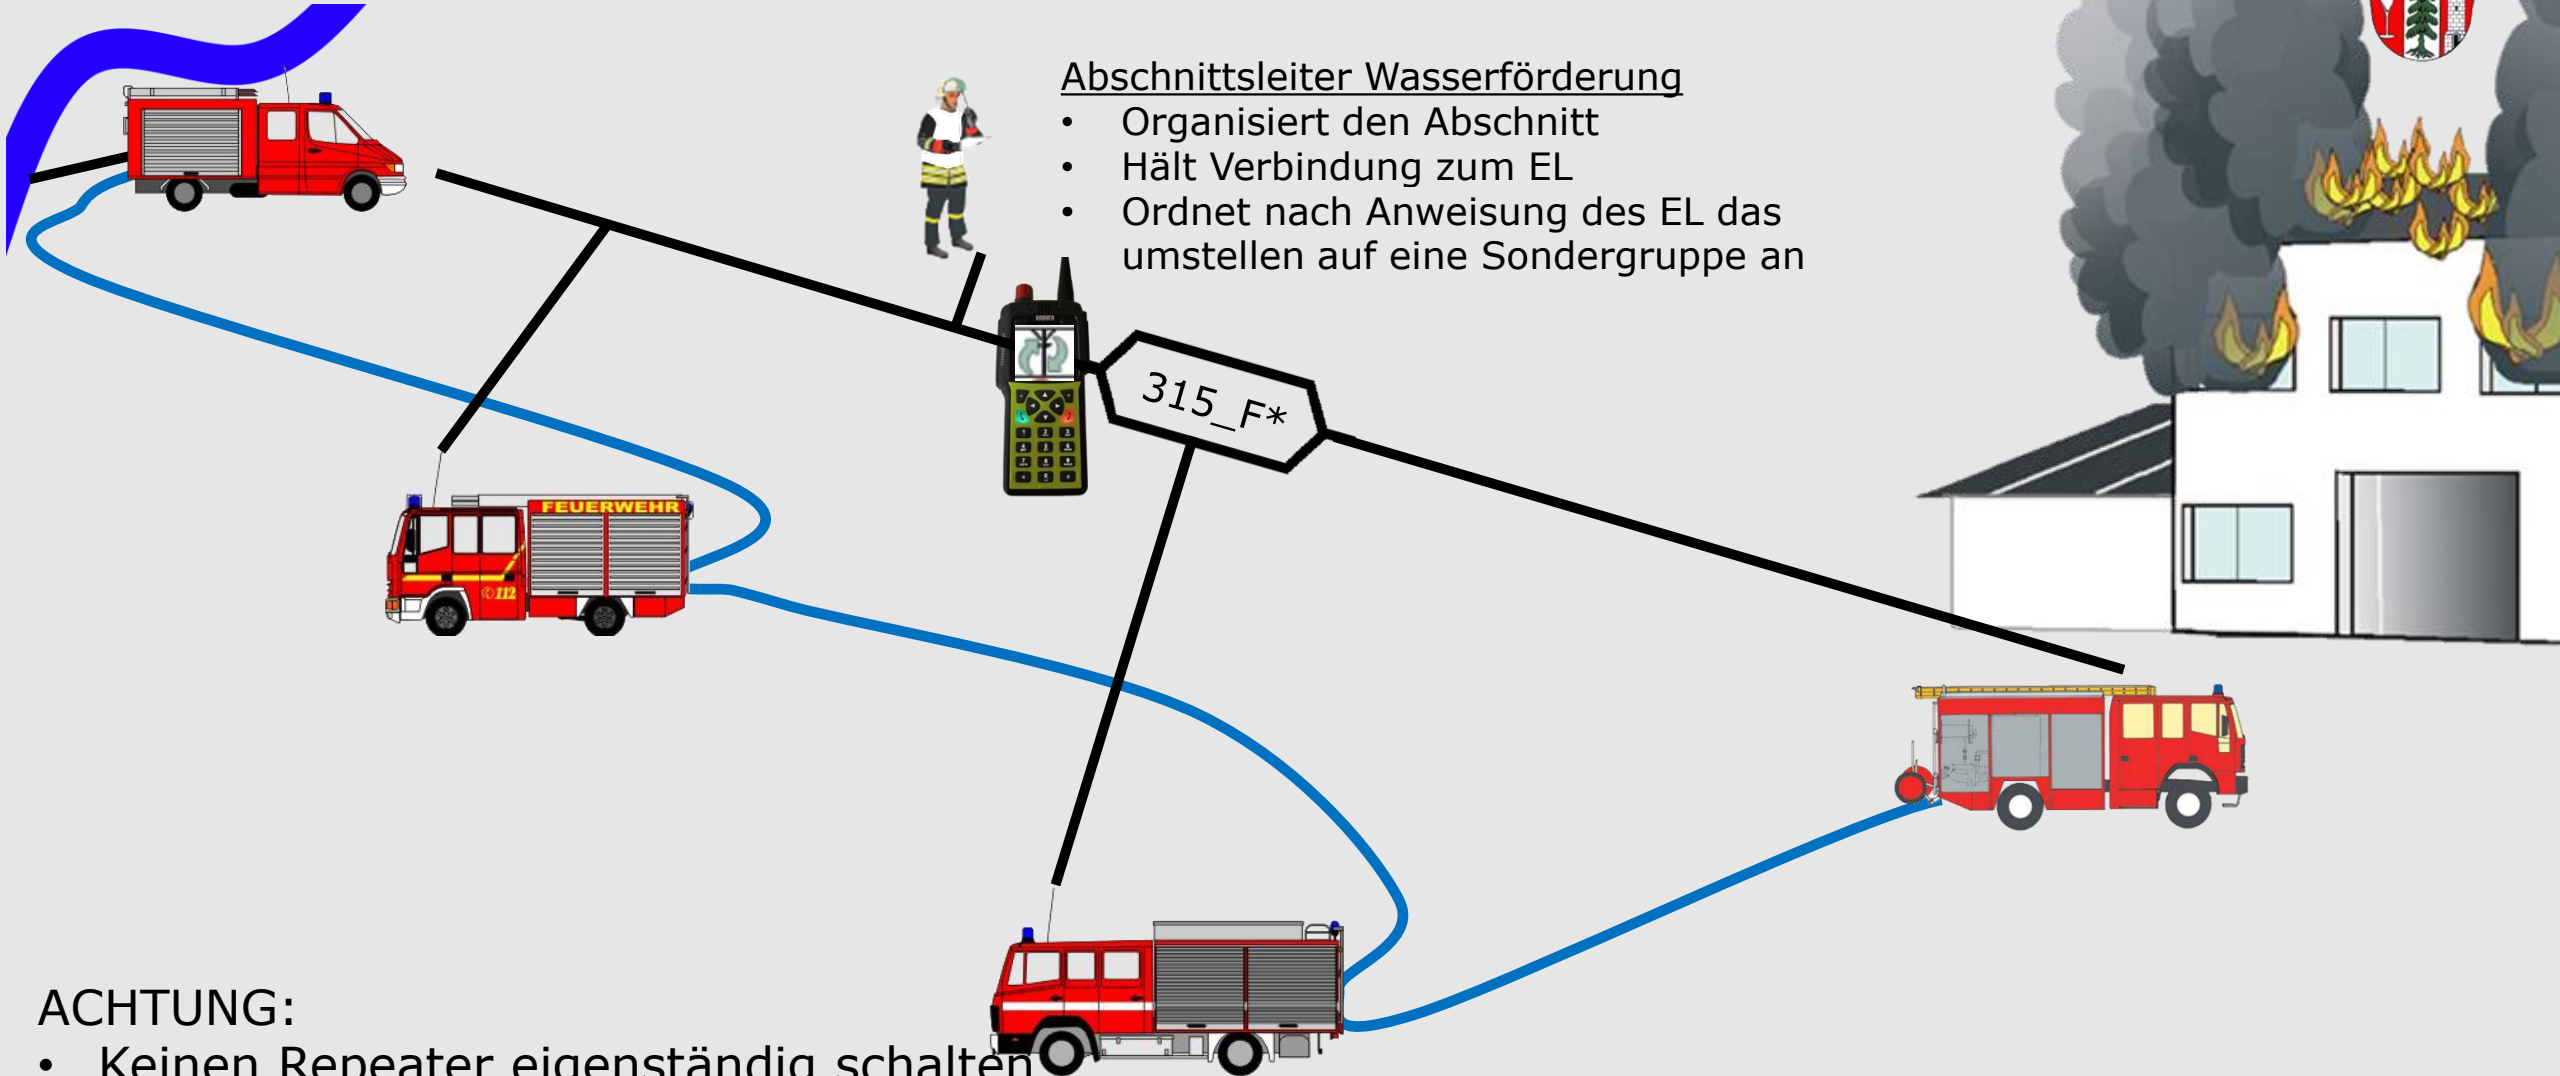 Abschnittsleiter Wasserförderung
• Organisiert den Abschnitt
• Hält Verbindung zum EL
• Ordnet nach Anweisung des EL das
umstellen auf eine Sondergruppe an
315_F*
FEUERWEHR
112
ACHTUNG:
• Keinen Repeater eigenständig schalten